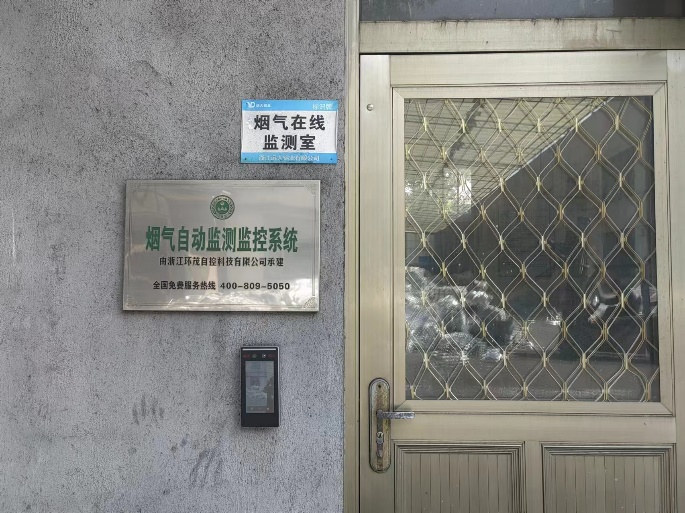 烟气在线
监测室
烟气自动监测监控系统
由浙江环茂自控科技有限公司承建
全国免费服务热线 400-809-5050